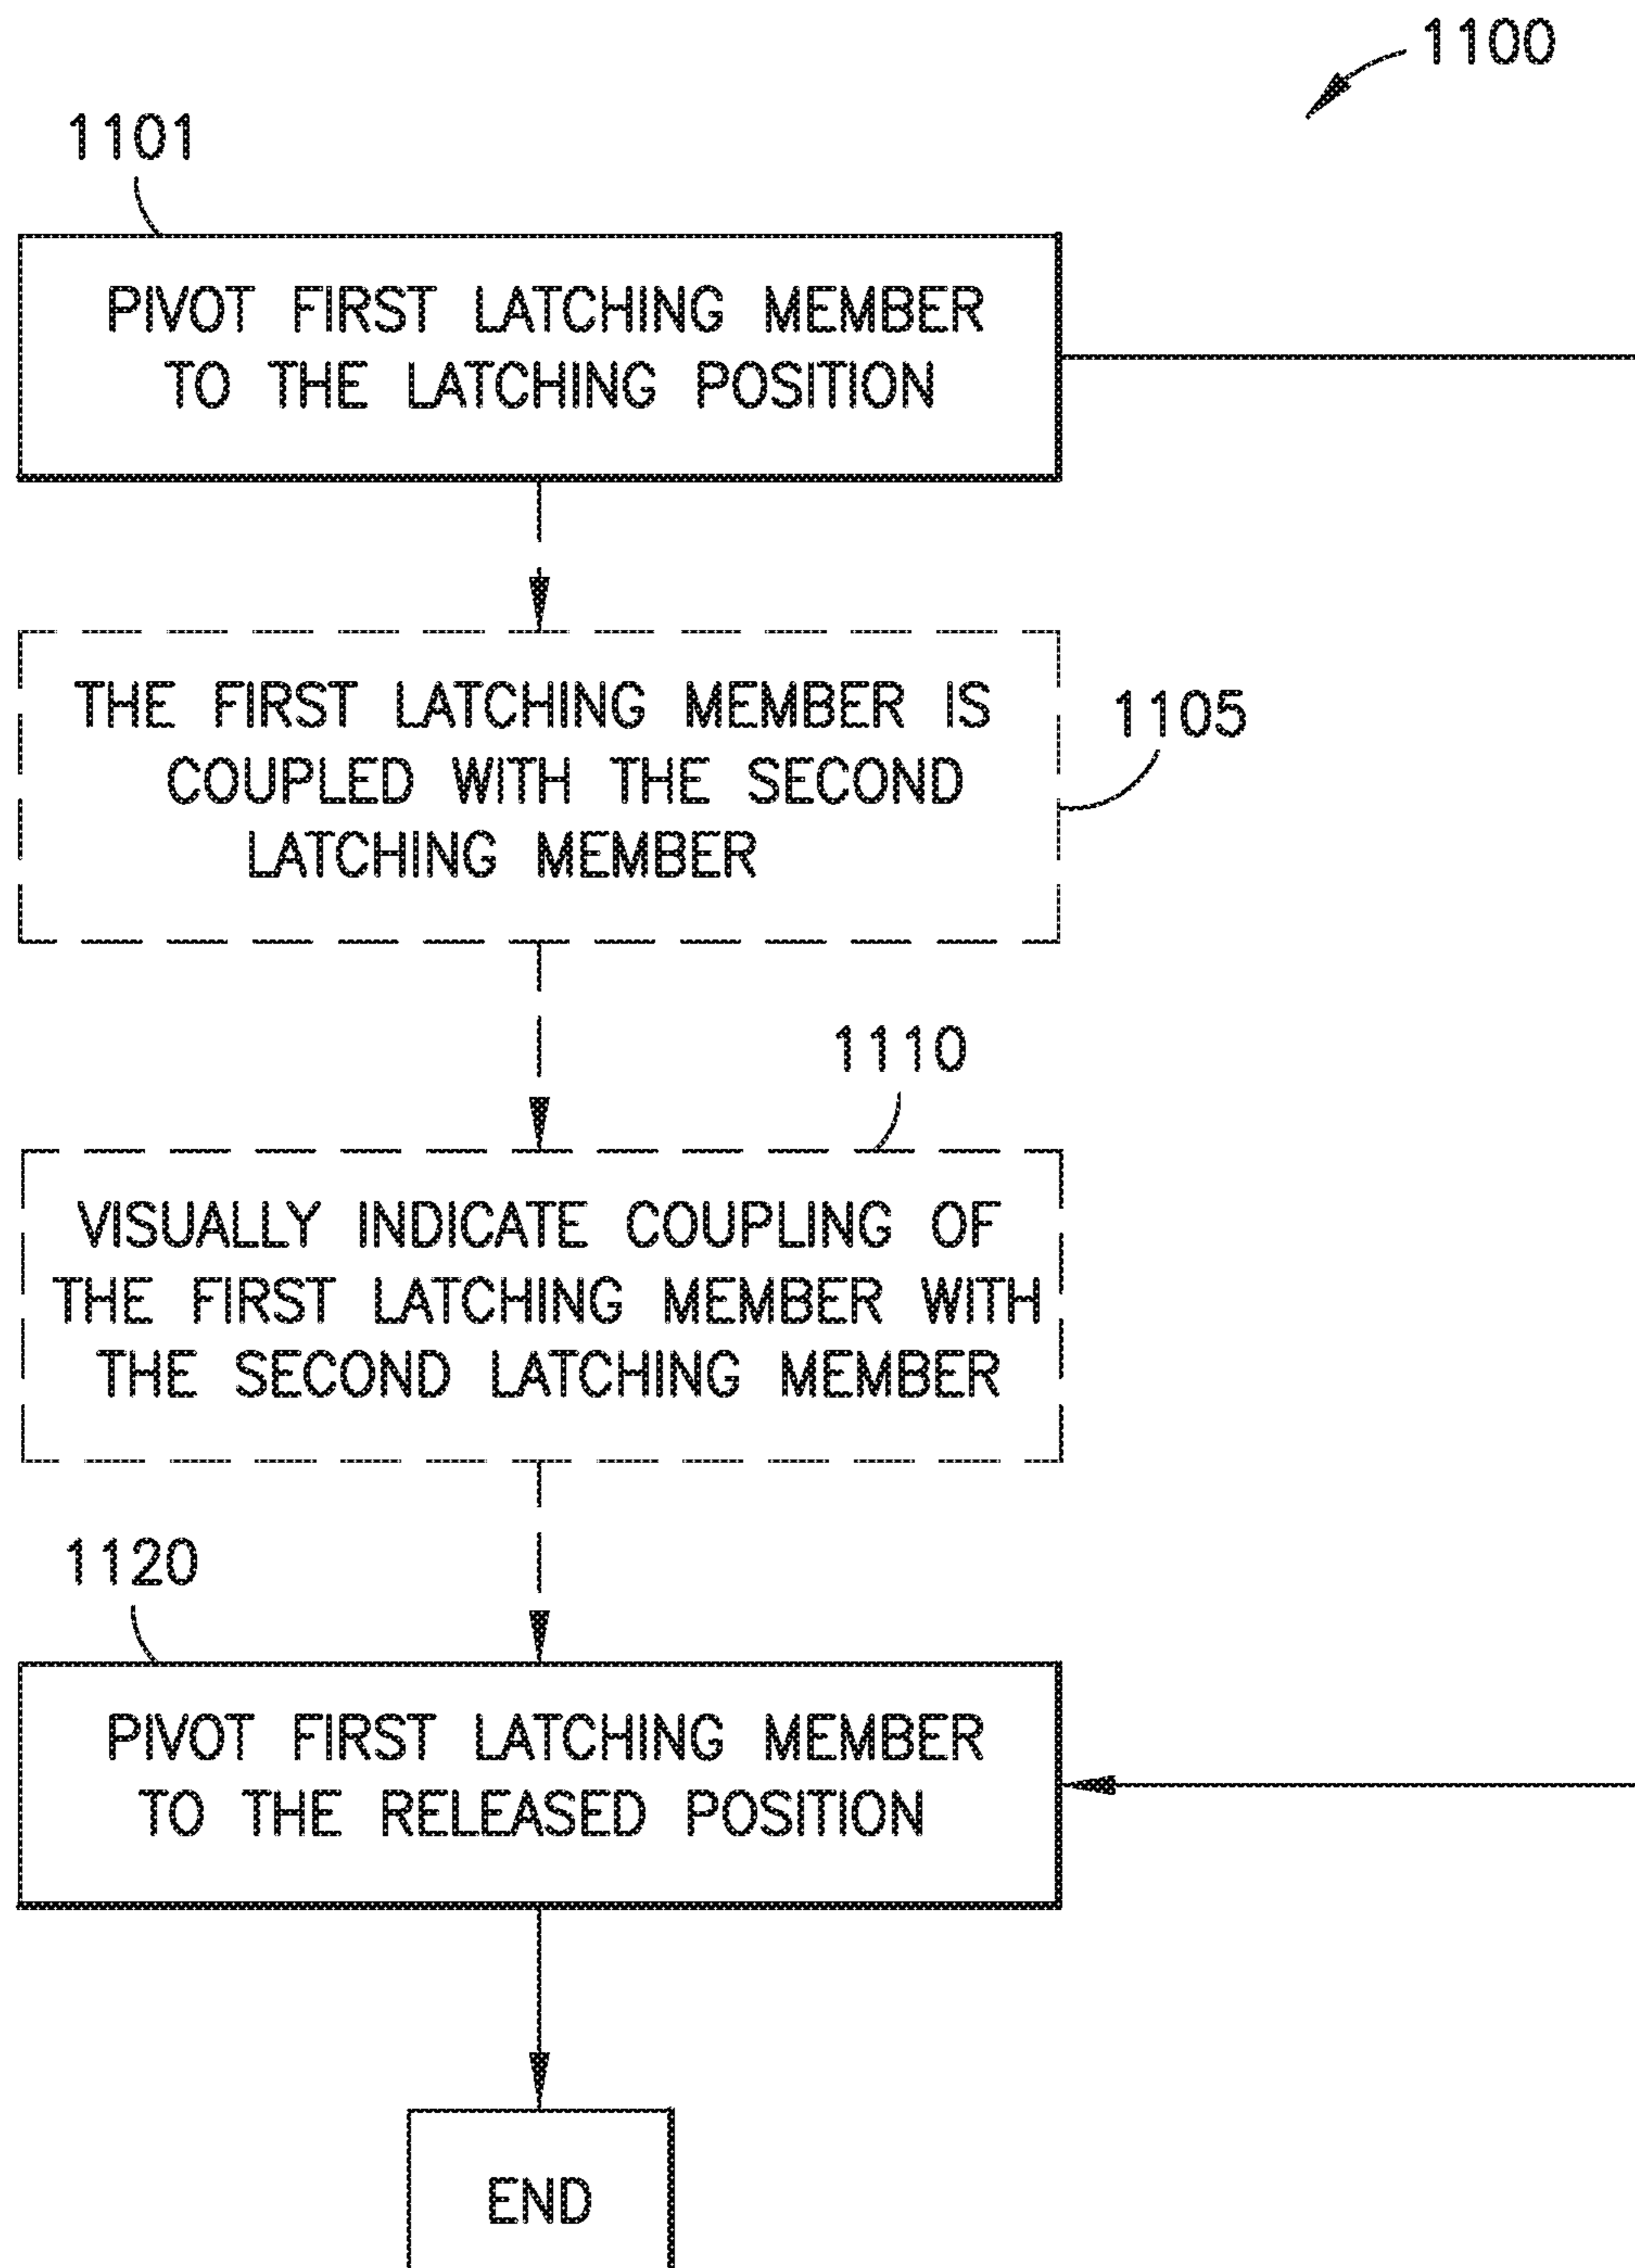 1100
1101
PIVOT FIRST LATCHING MEMBER
TO THE LATCHING POSITION
THE FIRST LATCHING MEMBER IS
COUPLED WITH THE SECOND
LATCHING MEMBER
1105
1110
VISUALLY INDICATE COUPLING OF
THE FIRST LATCHING MEMBER WITH
THE SECOND LATCHING MEMBER
1120
PIVOT FIRST LATCHING MEMBER
TO THE RELEASED POSITION
END